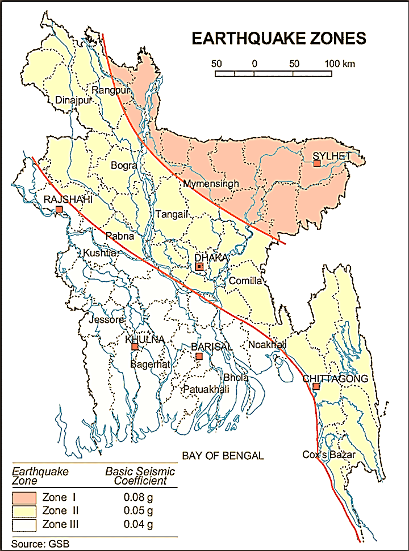 EARTHQUAKE ZONES
50 0 50 100 km
Rangpur
Dinajpur
SYLHET
Bogra
Mymensingh
RAJSHAHI
Tangail
Pabna
Kushtia
DHAKA
Comilla
Jessore
KHULNA
BARISAL
Noakhali
Bagerhat
Bhola
CHITTAGONG
Patuakhali
BAY OF BENGAL
Cox's Bazar
Earthquake Zone
Basic Seismic Coefficient
Zone I 0.08 g
Zone II 0.05 g
Zone III 0.04 g
Source: GSB